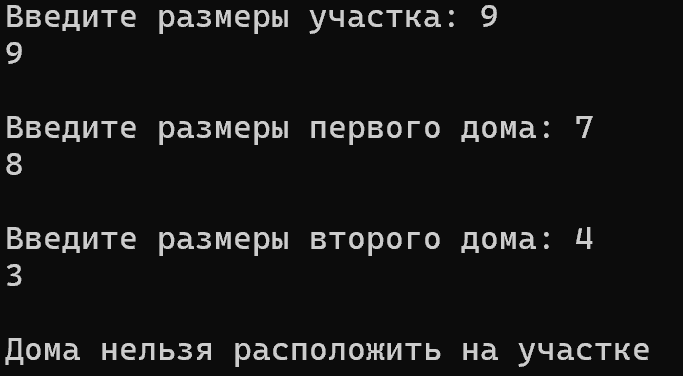 Введите размеры участка: 9
9
Введите размеры первого дома: 7
8
Введите размеры второго дома: 4
3
Дома нельзя расположить на участке